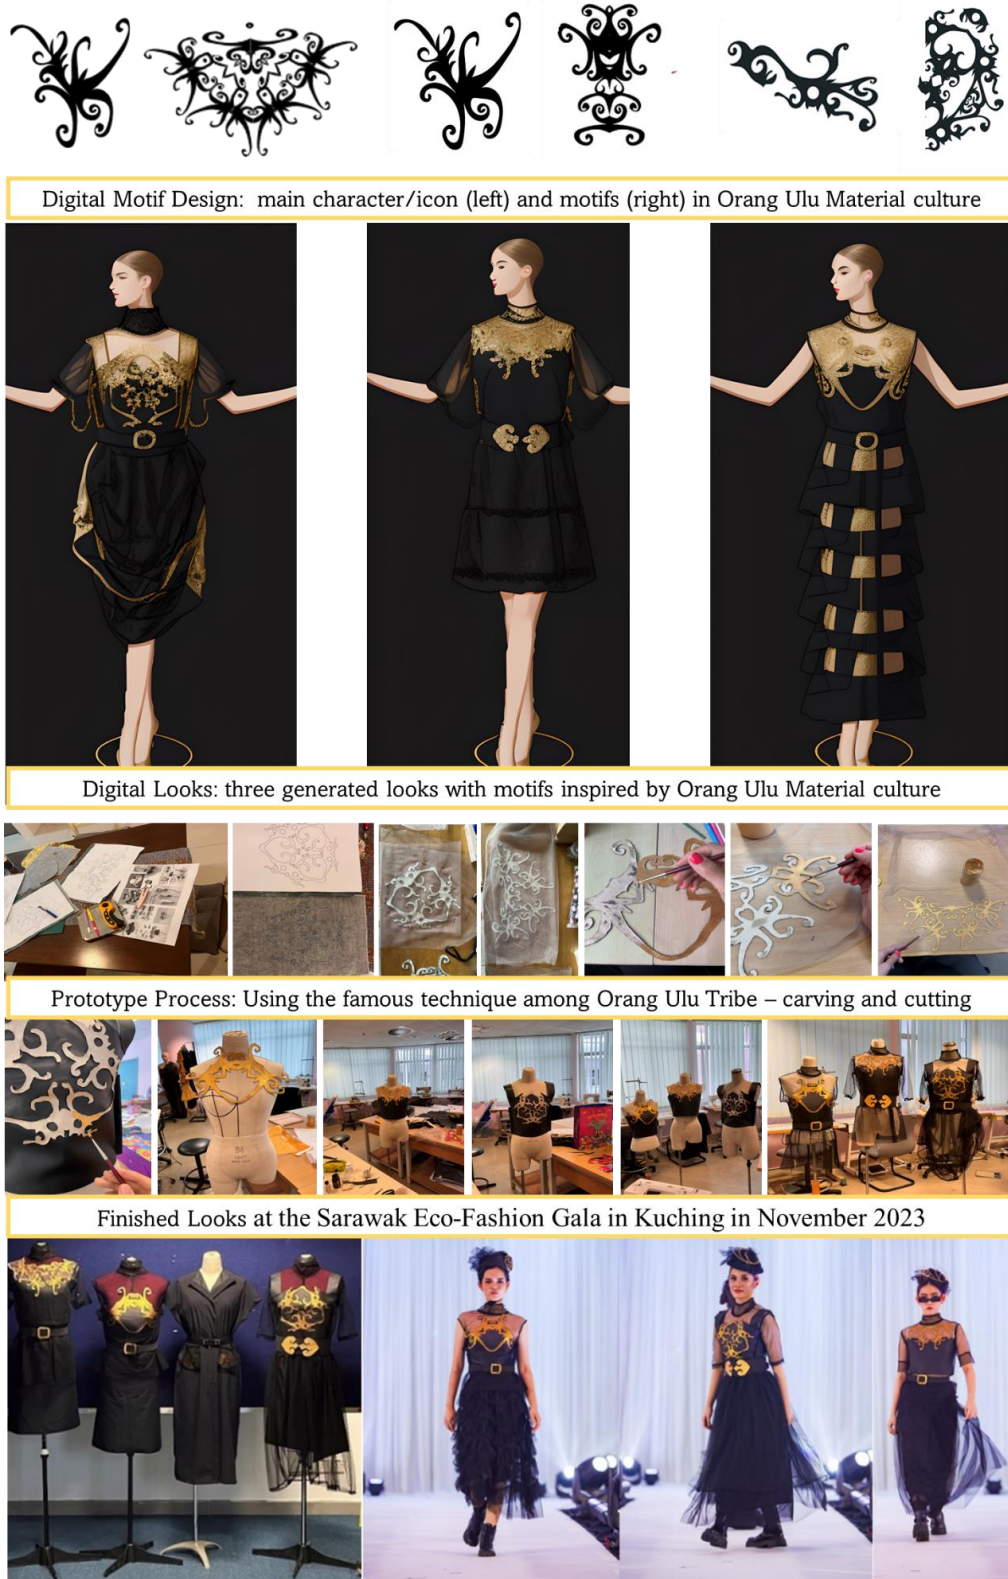 Digital Motif Design: main character/icon (left) and motifs (right) in Orang Ulu Material culture
Digital Looks: three generated looks with motifs inspired by Orang Ulu Material culture
Prototype Process: Using the famous technique among Orang Ulu Tribe – carving and cutting
Finished Looks at the Sarawak Eco-Fashion Gala in Kuching in November 2023